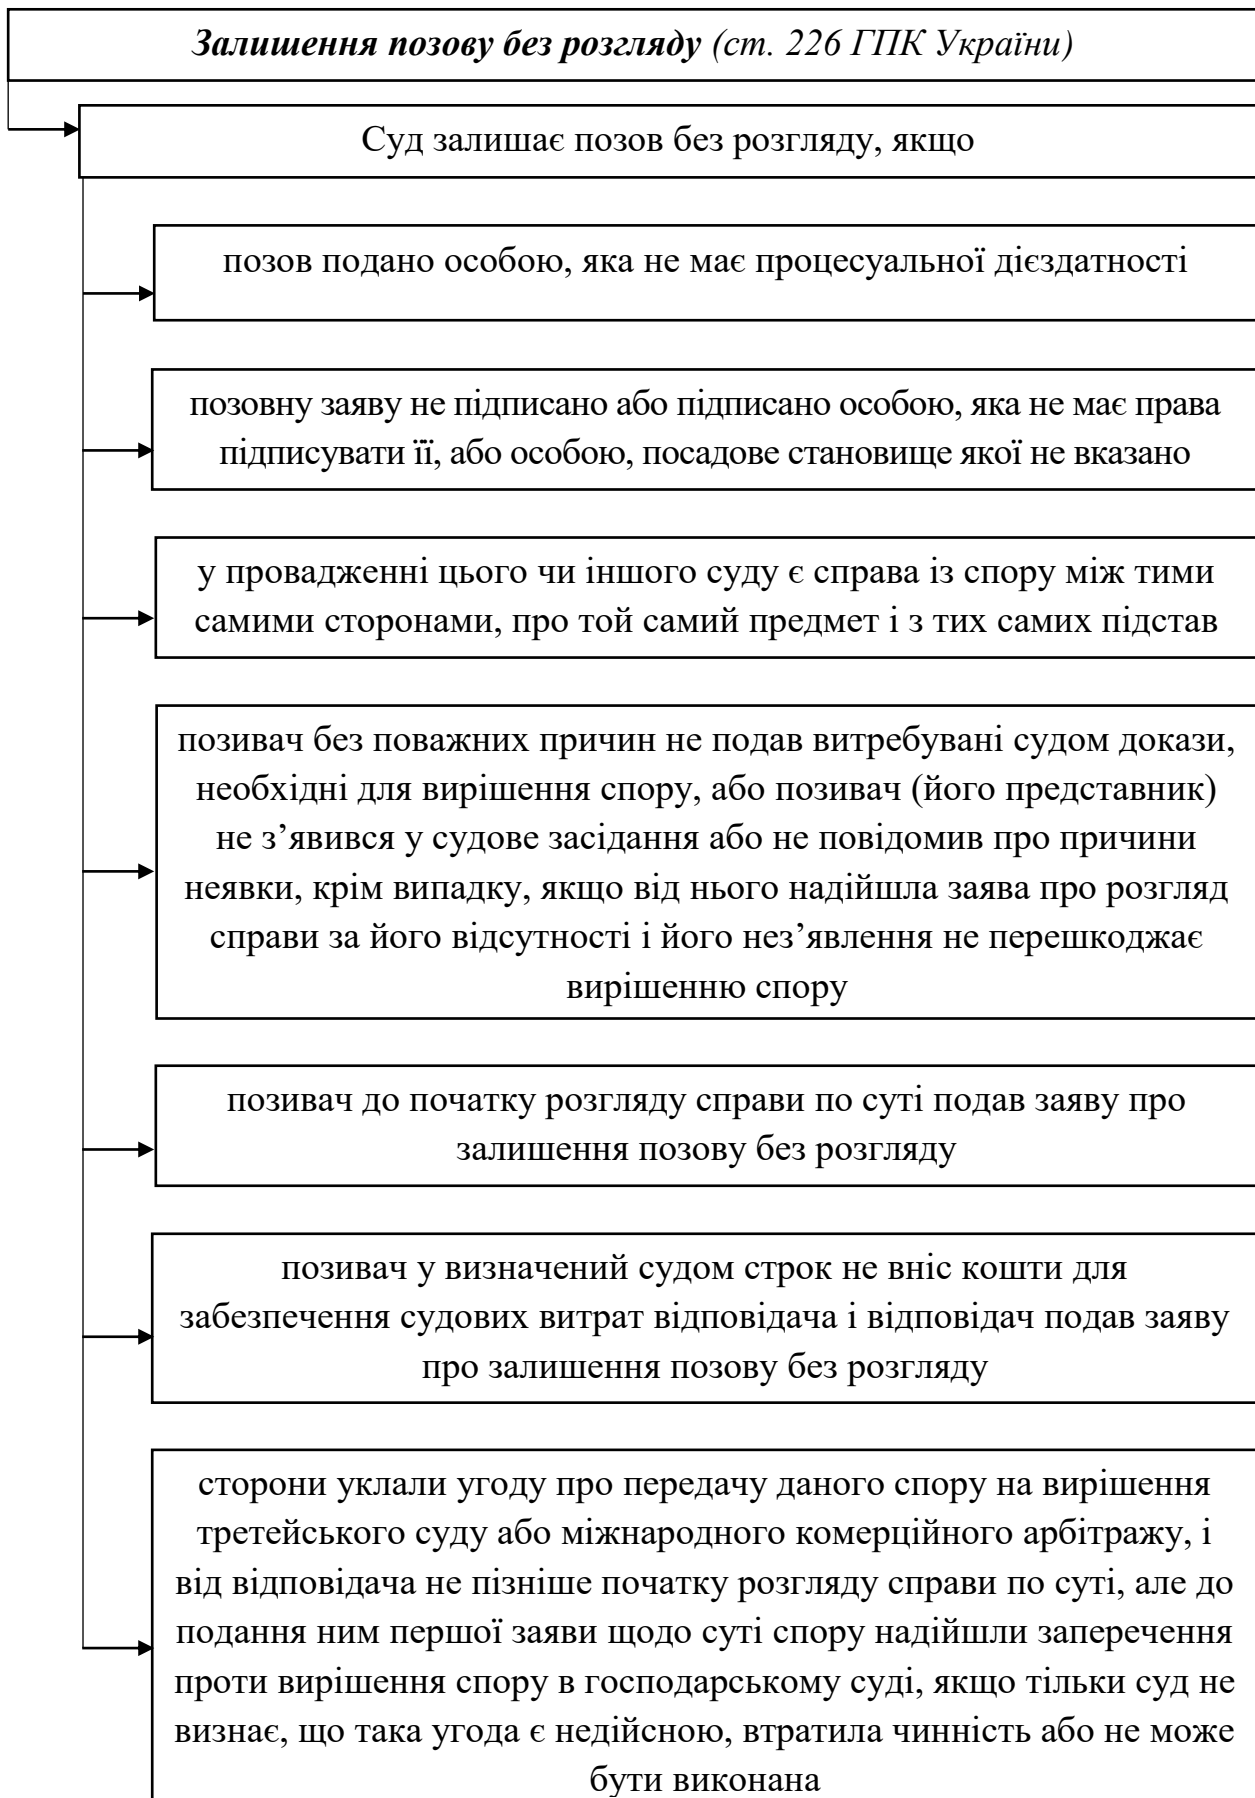 Залишення позову без розгляду (ст. 226 ГПК України)
Суд залишає позов без розгляду, якщо
позов подано особою, яка не має процесуальної дієздатності
позовну заяву не підписано або підписано особою, яка не має права
підписувати її, або особою, посадове становище якої не вказано
у провадженні цього чи іншого суду є справа із спору між тими
самими сторонами, про той самий предмет і з тих самих підстав
позивач без поважних причин не подав витребувані судом докази,
необхідні для вирішення спору, або позивач (його представник)
не з’явився у судове засідання або не повідомив про причини
неявки, крім випадку, якщо від нього надійшла заява про розгляд
справи за його відсутності і його нез’явлення не перешкоджає
вирішенню спору
позивач до початку розгляду справи по суті подав заяву про
залишення позову без розгляду
позивач у визначений судом строк не вніс кошти для
забезпечення судових витрат відповідача і відповідач подав заяву
про залишення позову без розгляду
сторони уклали угоду про передачу даного спору на вирішення
третейського суду або міжнародного комерційного арбітражу, і
від відповідача не пізніше початку розгляду справи по суті, але до
подання ним першої заяви щодо суті спору надійшли заперечення
проти вирішення спору в господарському суді, якщо тільки суд не
визнає, що така угода є недійсною, втратила чинність або не може
бути виконана